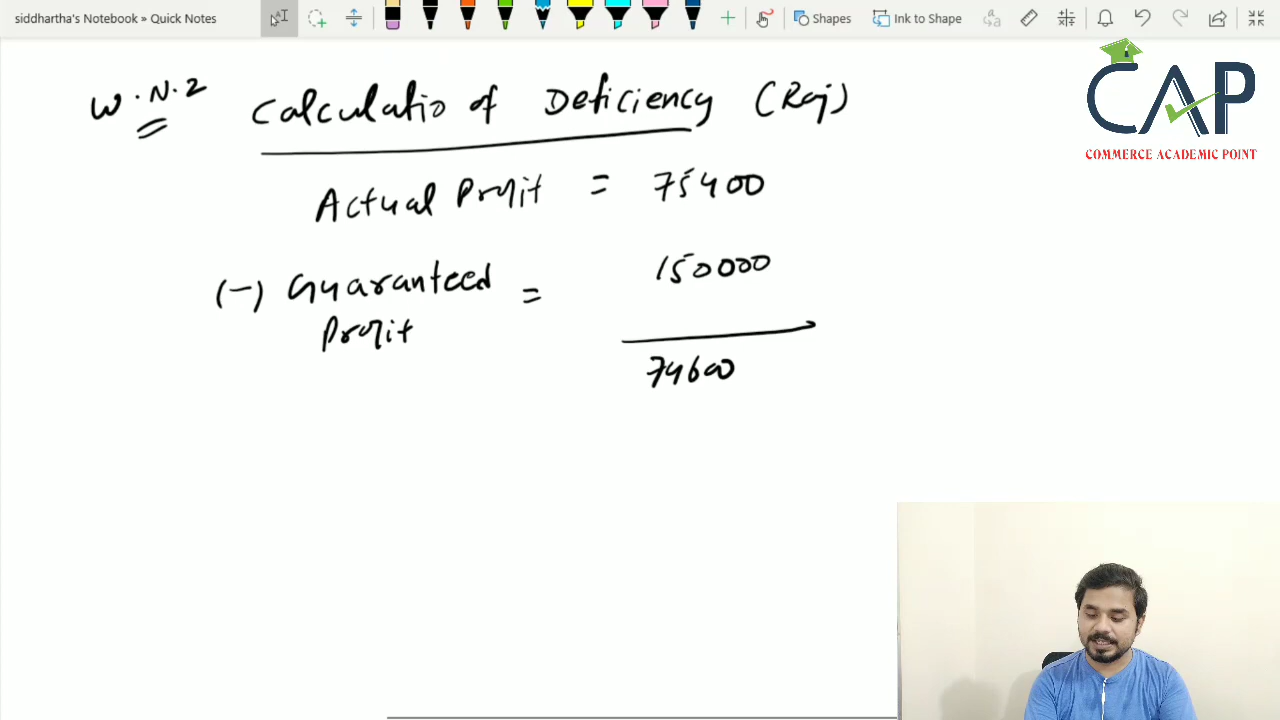 siddhartha's Notebook » Quick Notes
Shapes
Ink to Shape
CAP
COMMERCE ACADEMIC POINT
W.N.2 Calculatio of Deficiency (Raj)
Actual Profit = 75400
(-) Guaranteed Profit = 150000
74600